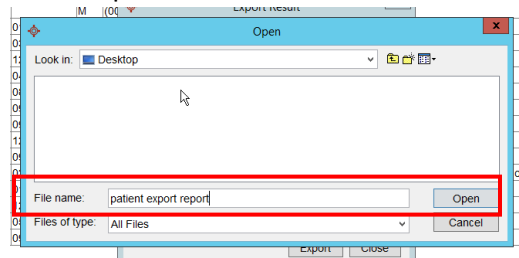 M (00 Export Result
Open
Look in: Desktop
File name: patient export report Open
Files of type: All Files Cancel
Export Close